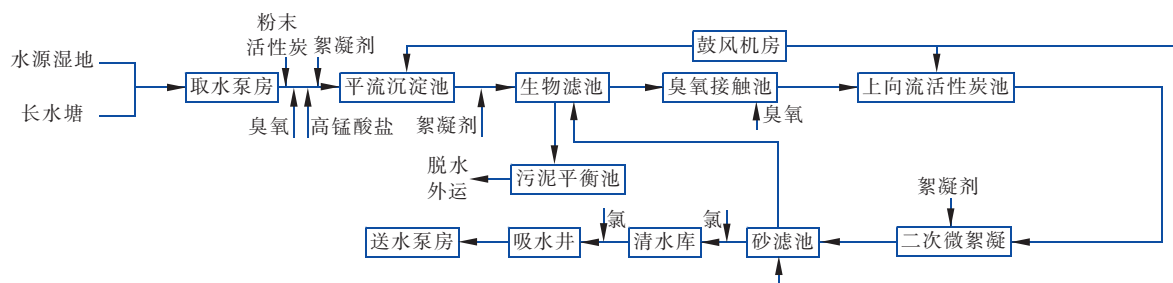 粉末
活性炭
絮凝剂
鼓风机房
水源湿地
取水泵房
平流沉淀池
生物滤池
臭氧接触池
上向流活性炭池
长水塘
臭氧
高锰酸盐
絮凝剂
臭氧
脱水
外运
污泥平衡池
絮凝剂
送水泵房
吸水井
氯
清水库
氯
砂滤池
二次微絮凝